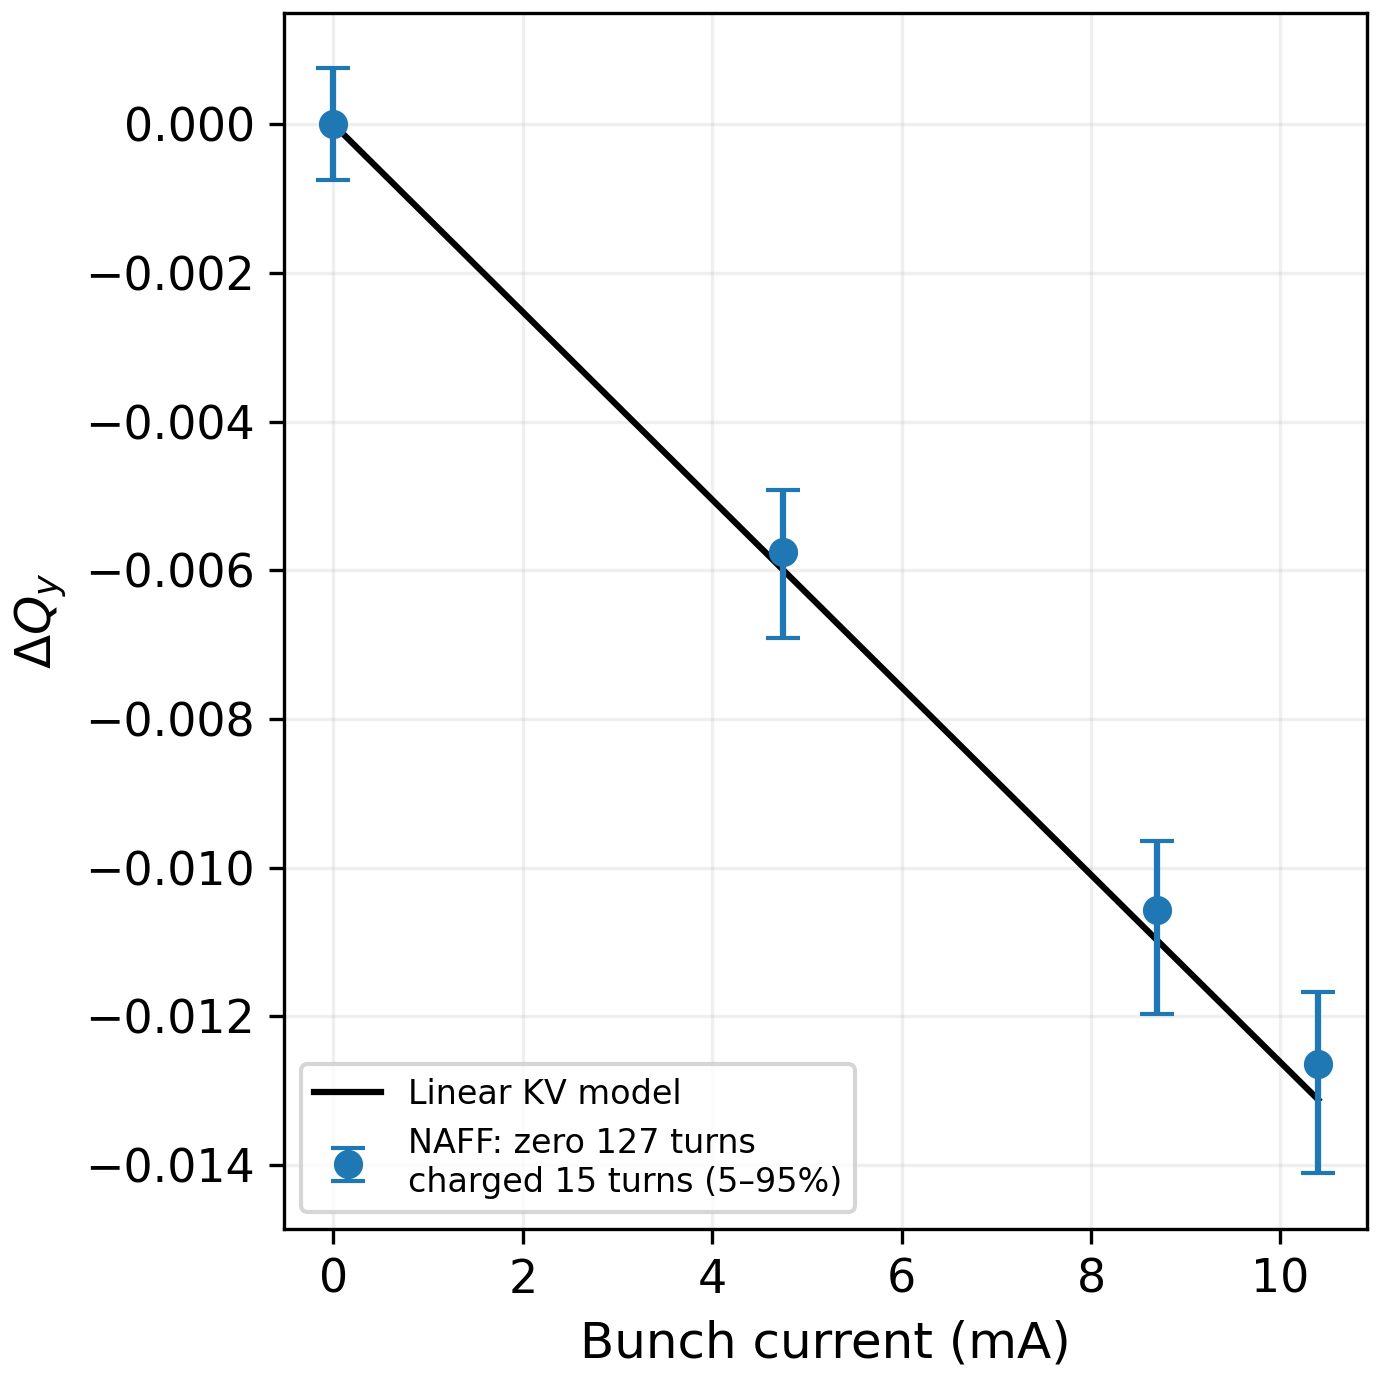 0.000
−0.002
−0.004
−0.006
−0.008
−0.010
−0.012
−0.014
ΔQy
Linear KV model
NAFF: zero 127 turns
charged 15 turns (5–95%)
0 2 4 6 8 10
Bunch current (mA)